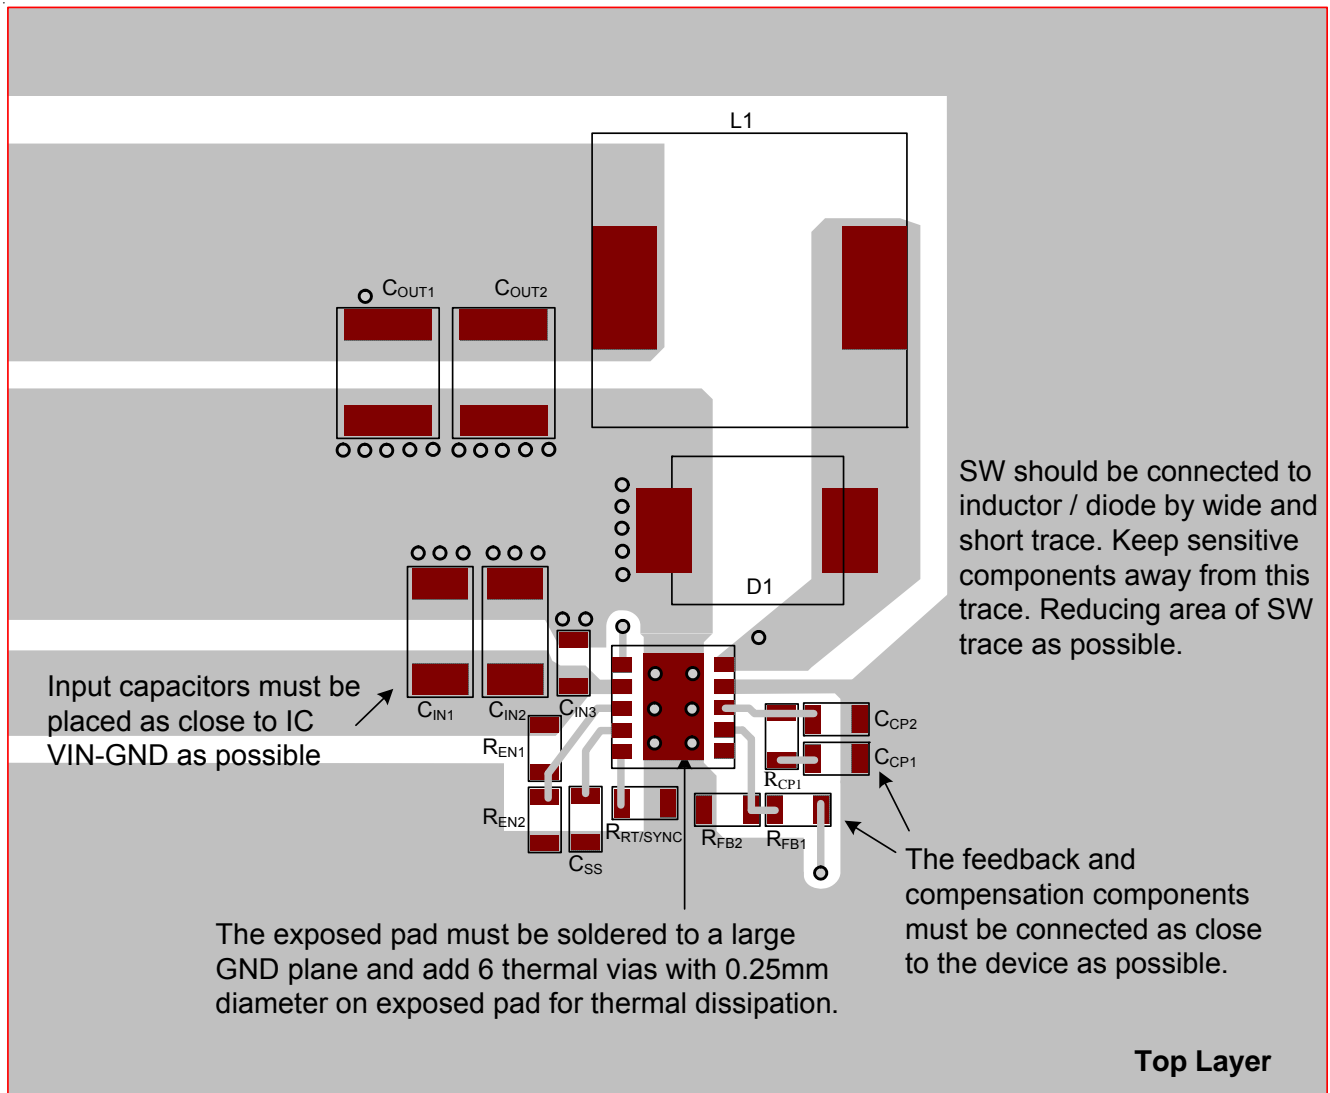 L1
COUT1
COUT2
SW should be connected to
inductor / diode by wide and
short trace. Keep sensitive
components away from this
trace. Reducing area of SW
trace as possible.
D1
Input capacitors must be
placed as close to IC
VIN-GND as possible
CIN1
CIN2
CIN3
REN1
REN2
CSS
RRT/SYNC
RFB2
RFB1
RCP1
CCP2
CCP1
The feedback and
compensation components
must be connected as close
to the device as possible.
The exposed pad must be soldered to a large
GND plane and add 6 thermal vias with 0.25mm
diameter on exposed pad for thermal dissipation.
Top Layer